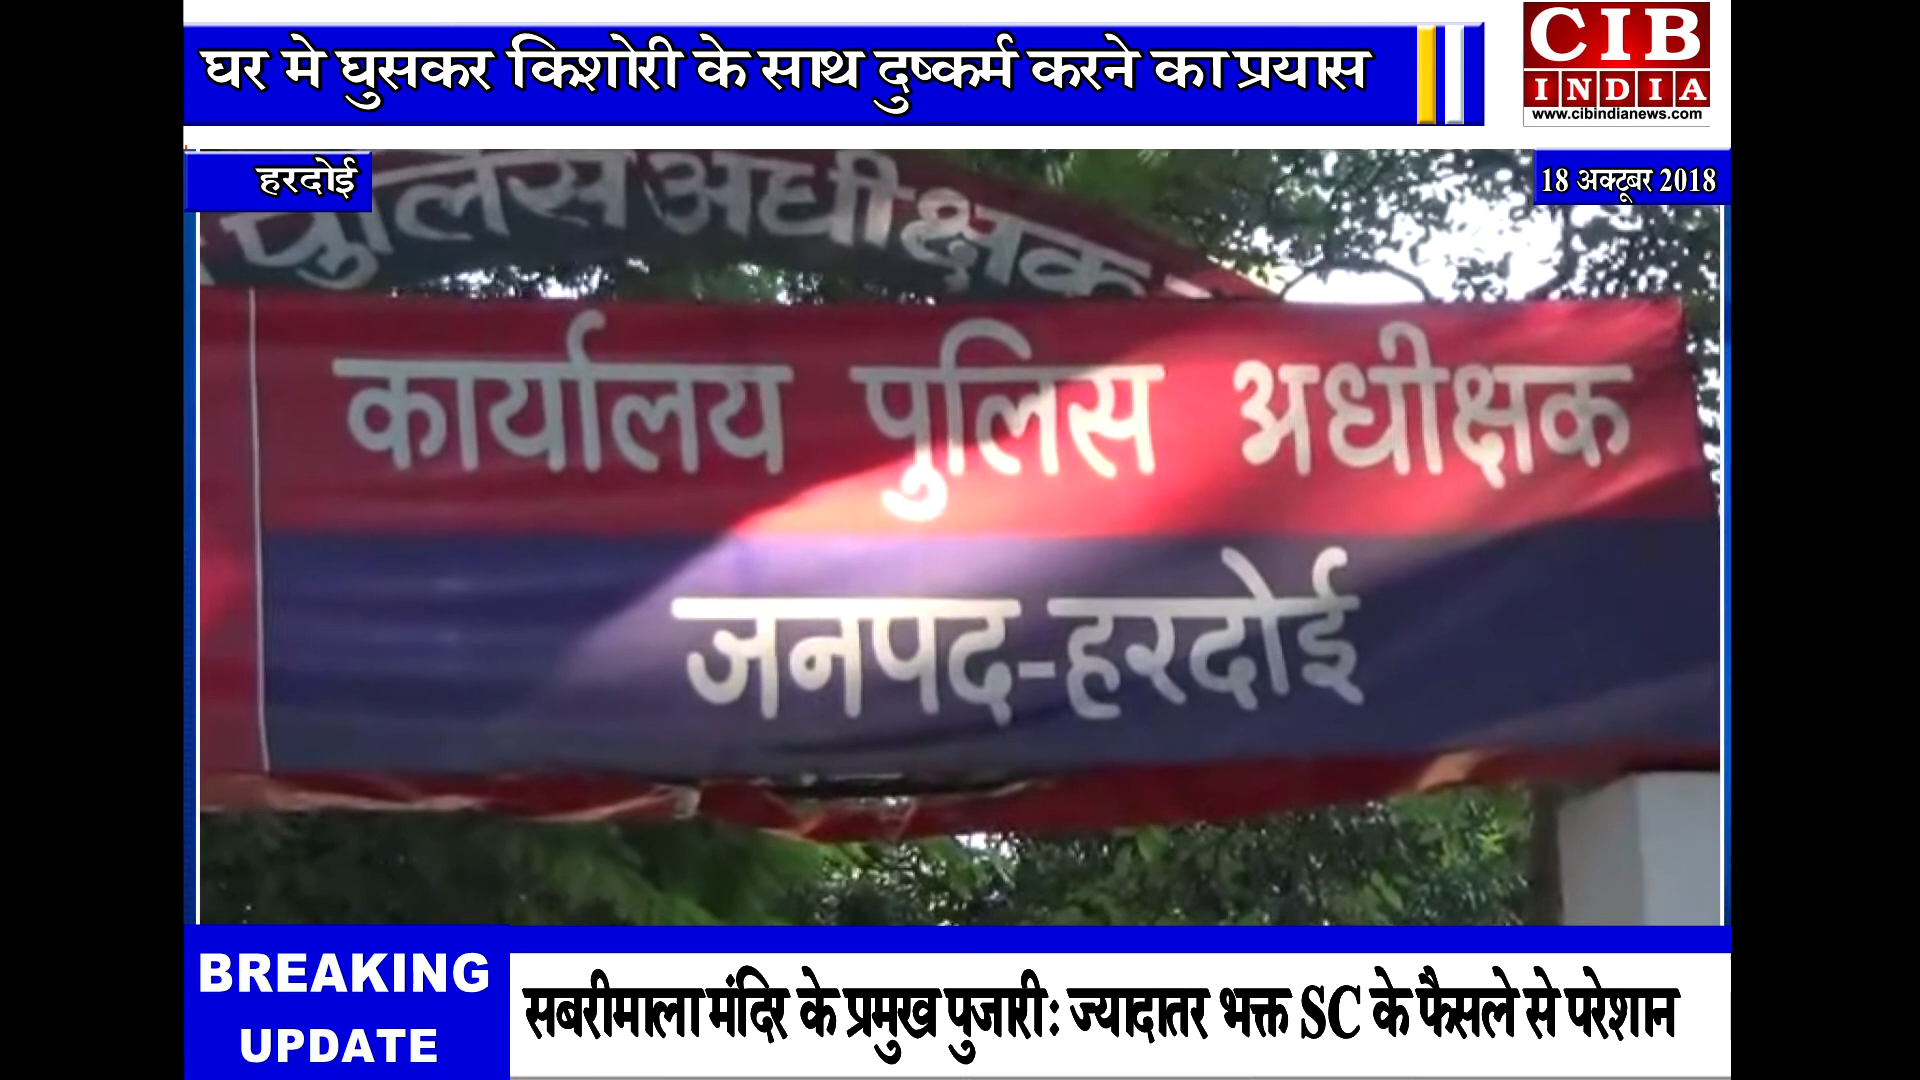 घर मे घुसकर किशोरी के साथ दुष्कर्म करने का प्रयास
CIB
INDIA
www.cibindianews.com
हरदोई
18 अक्टूबर 2018
पुलिस अधीक्षक
कार्यालय पुलिस अधीक्षक
जनपद-हरदोई
BREAKING
UPDATE
सबरीमाला मंदिर के प्रमुख पुजारी: ज्यादातर भक्त SC के फैसले से परेशान